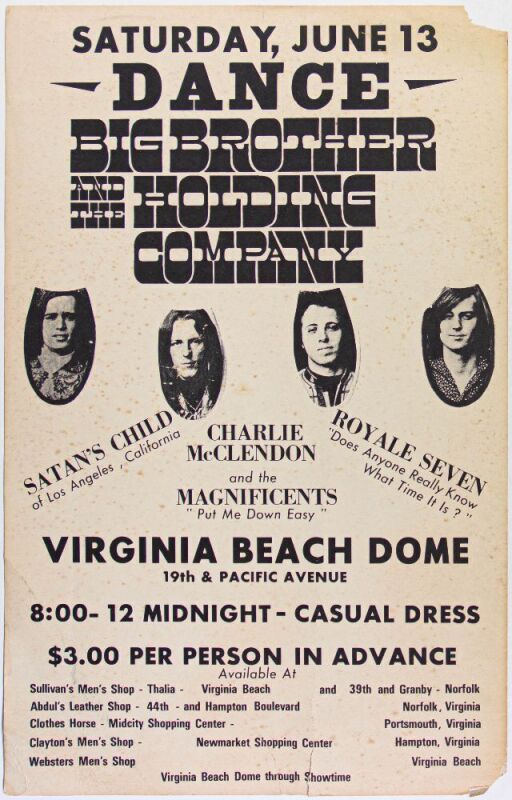 SATURDAY, JUNE 13
DANCE
BIG BROTHER
AND THE HOLDING
COMPANY
SATAN'S CHILD
of Los Angeles, California
CHARLIE
McCLENDON
and the
MAGNIFICENTS
"Put Me Down Easy"
ROYALE SEVEN
"Does Anyone Really Know
What Time It Is?"
VIRGINIA BEACH DOME
19th & PACIFIC AVENUE
8:00- 12 MIDNIGHT - CASUAL DRESS
$3.00 PER PERSON IN ADVANCE
Available At
Sullivan's Men's Shop - Thalia - Virginia Beach and 39th and Granby - Norfolk
Abdul's Leather Shop - 44th - and Hampton Boulevard Norfolk, Virginia
Clothes Horse - Midcity Shopping Center - Portsmouth, Virginia
Clayton's Men's Shop - Newmarket Shopping Center Hampton, Virginia
Websters Men's Shop Virginia Beach
Virginia Beach Dome through Showtime